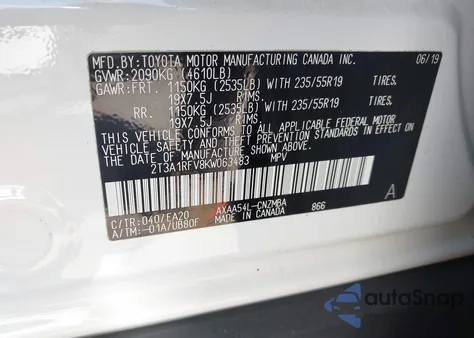 MFD.BY:TOYOTA MOTOR MANUFACTURING CANADA INC. 06/19
GVWR:2090KG (4610LB)
GAWR:FRT. 1150KG (2535LB) WITH 235/55R19 TIRES,
19X7.5J RIMS.
RR. 1150KG (2535LB) WITH 235/55R19 TIRES,
19X7.5J RIMS.
THIS VEHICLE CONFORMS TO ALL APPLICABLE FEDERAL MOTOR
VEHICLE SAFETY AND THEFT PREVENTION STANDARDS IN EFFECT
ON THE DATE OF MANUFACTURE SHOWN ABOVE.
2T3A1RFV8KW063483 MPV
A
C/TR:040/EA20 AXAA54L-CNZMBA 866
A/TM:-01A/UB80F MADE IN CANADA
autoSnap